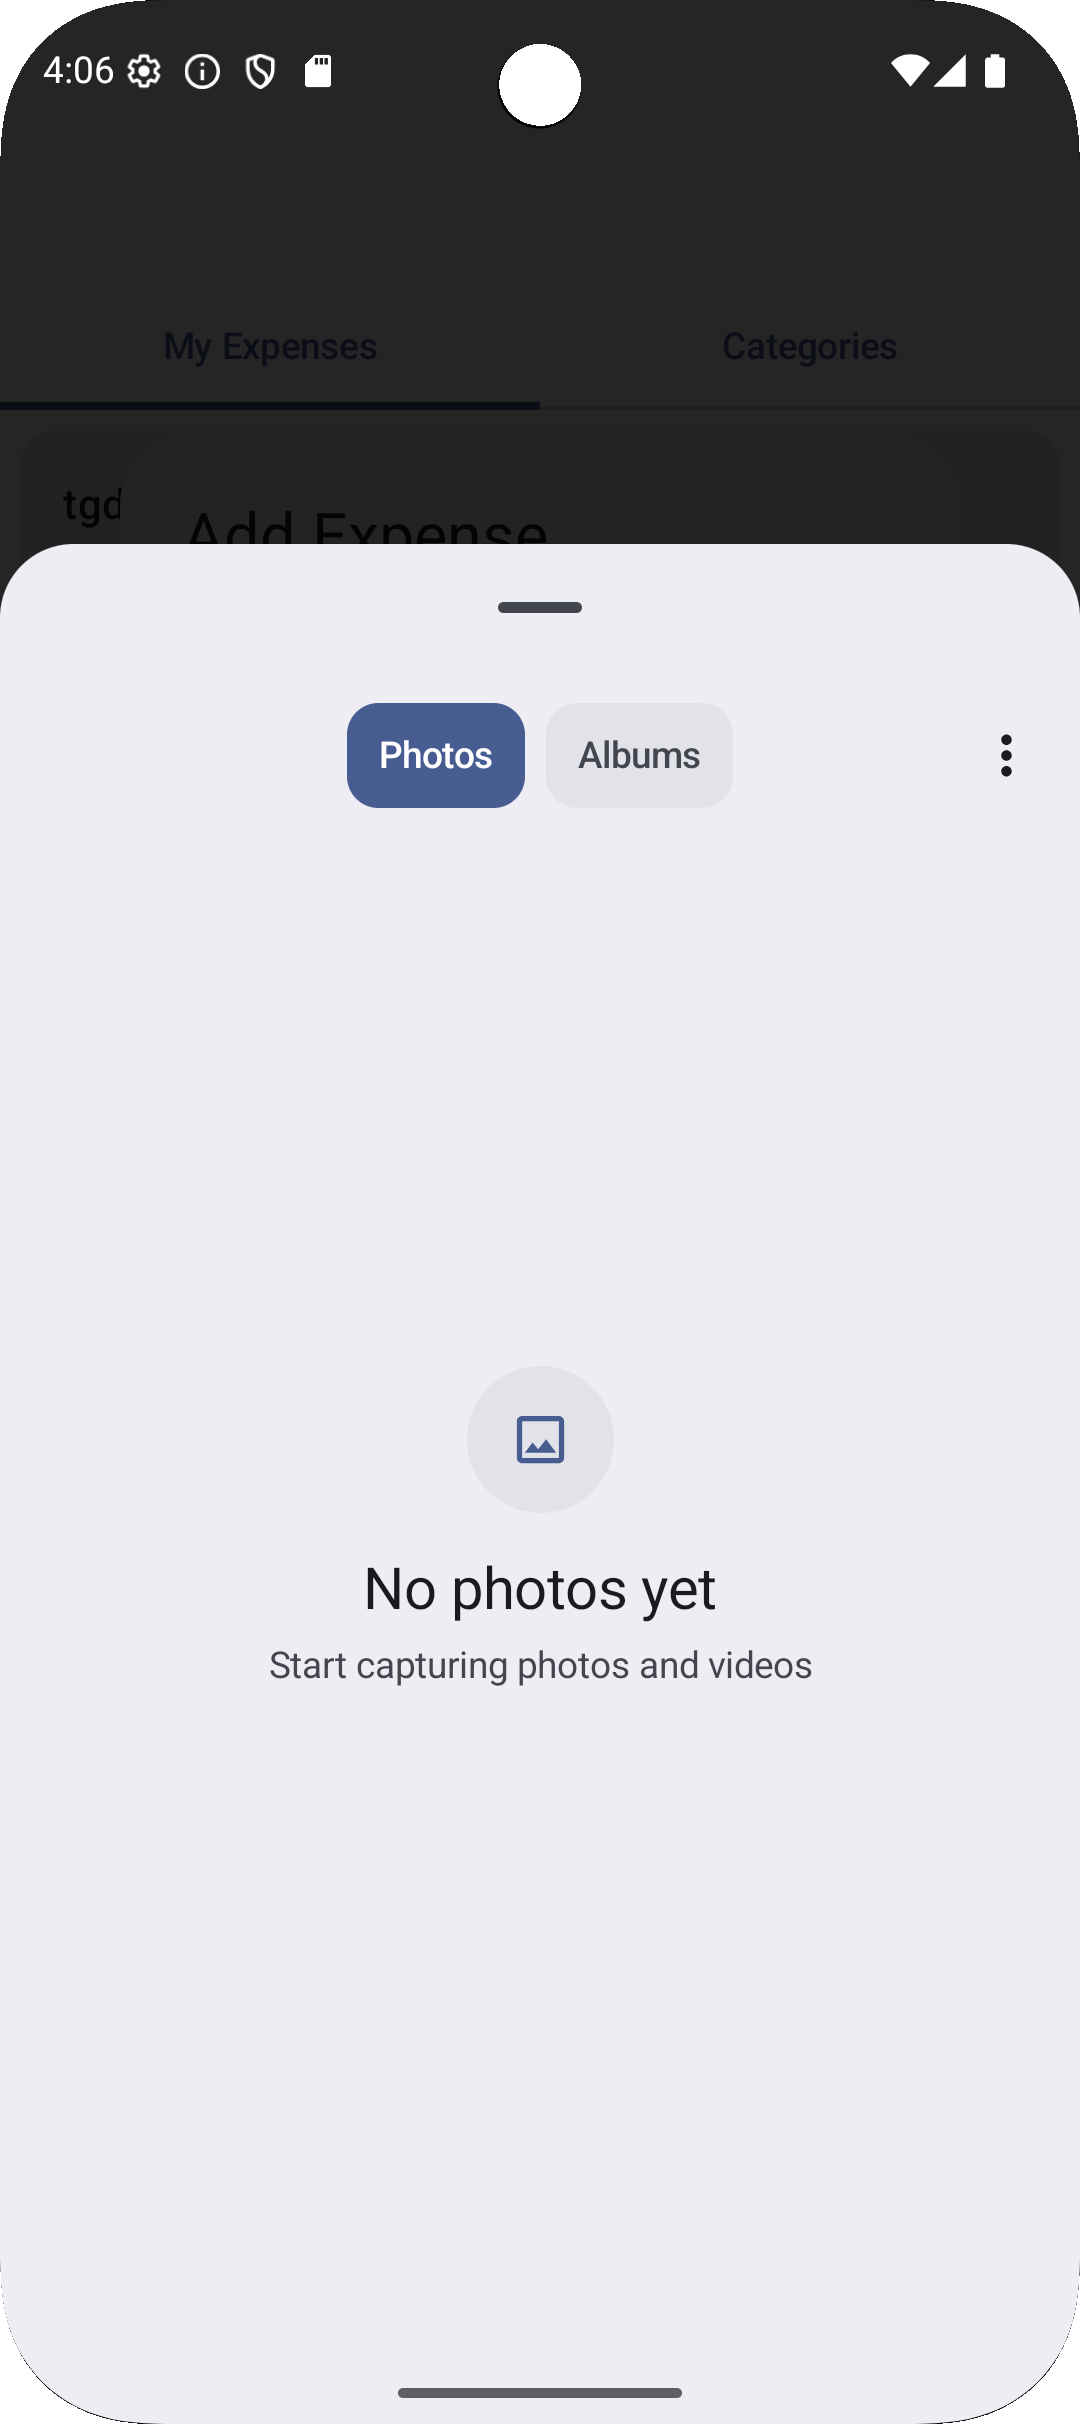 4:06
My Expenses
Categories
tgd
Add Expense
Photos
Albums
No photos yet
Start capturing photos and videos